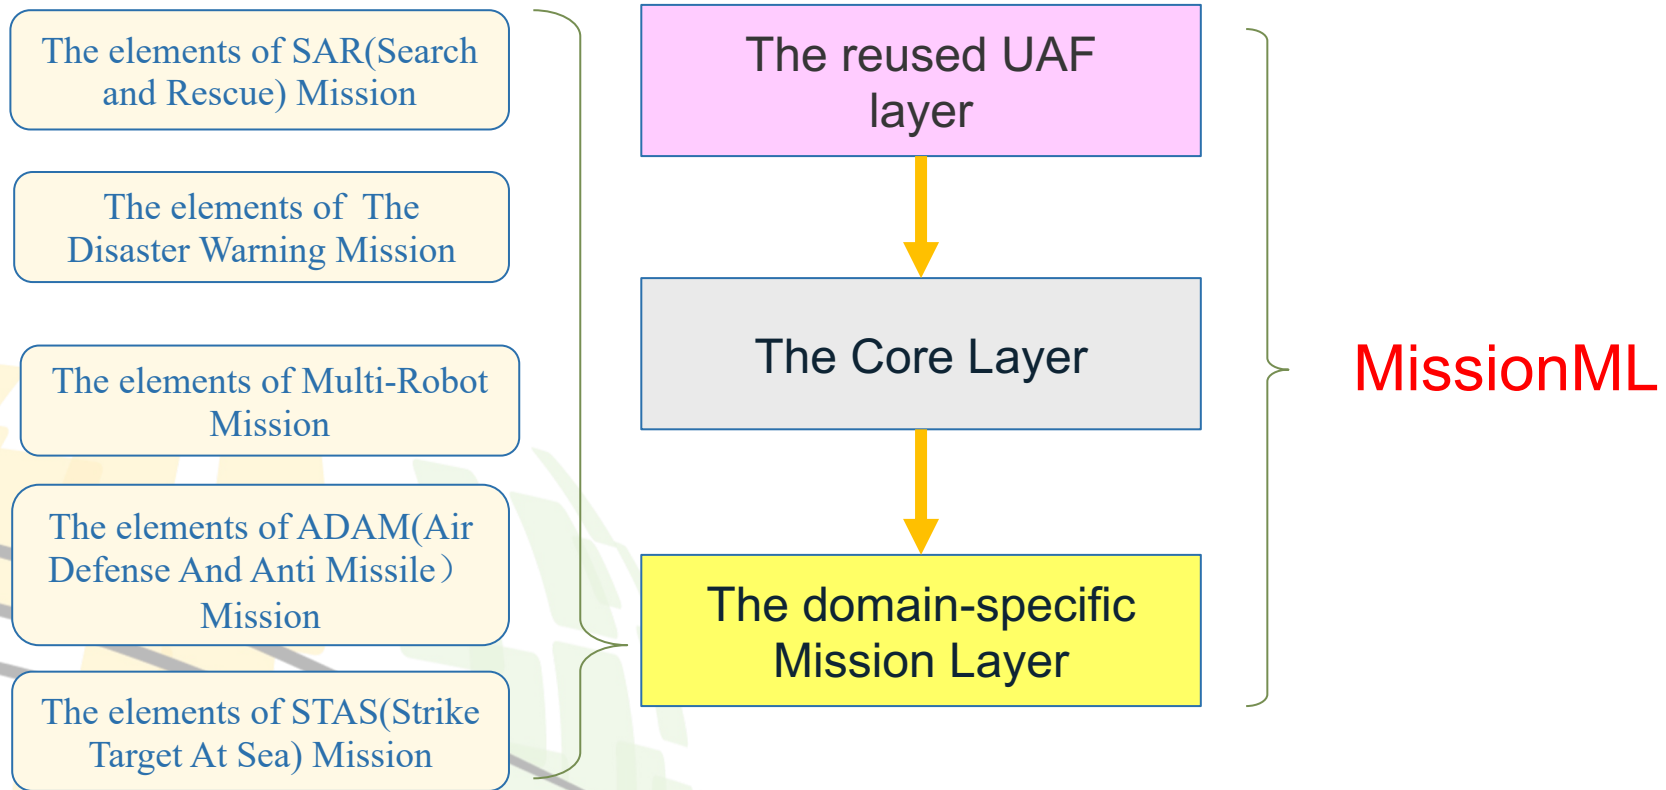 The elements of SAR(Search
and Rescue) Mission
The elements of The
Disaster Warning Mission
The elements of Multi-Robot
Mission
The elements of ADAM(Air
Defense And Anti Missile）
Mission
The elements of STAS(Strike
Target At Sea) Mission
The reused UAF
layer
The Core Layer
The domain-specific
Mission Layer
MissionML